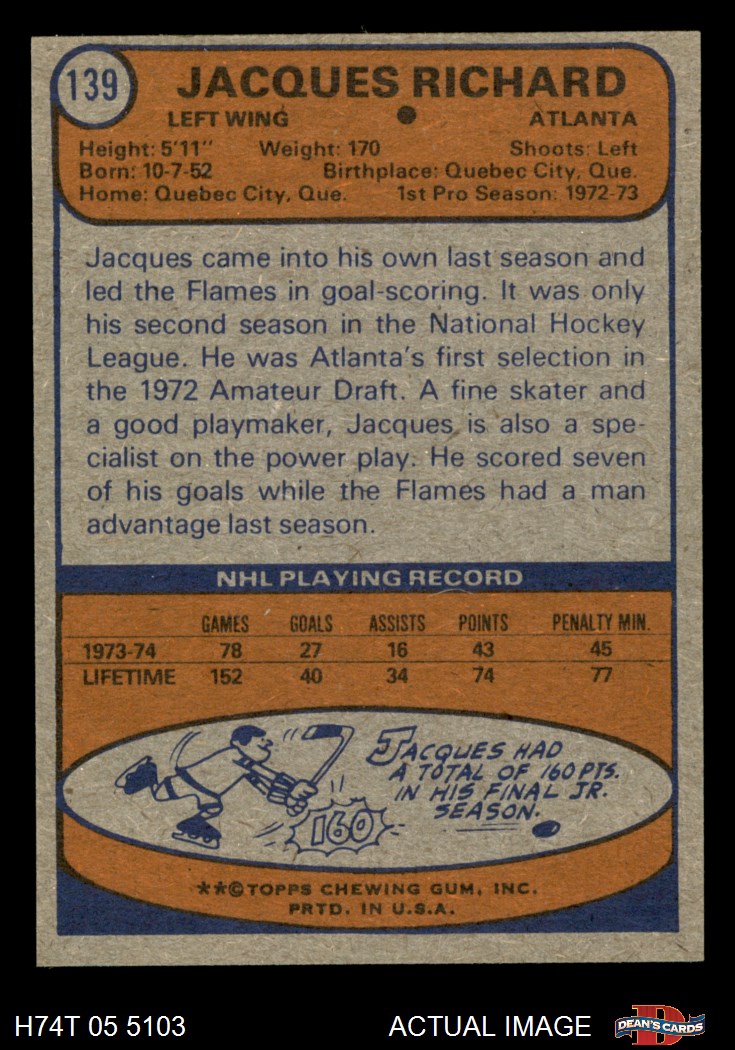 139
JACQUES RICHARD
LEFT WING ● ATLANTA
Height: 5'11" Weight: 170 Shoots: Left
Born: 10-7-52 Birthplace: Quebec City, Que.
Home: Quebec City, Que. 1st Pro Season: 1972-73
Jacques came into his own last season and
led the Flames in goal-scoring. It was only
his second season in the National Hockey
League. He was Atlanta's first selection in
the 1972 Amateur Draft. A fine skater and
a good playmaker, Jacques is also a spe-
cialist on the power play. He scored seven
of his goals while the Flames had a man
advantage last season.
NHL PLAYING RECORD
GAMES GOALS ASSISTS POINTS PENALTY MIN.
1973-74 78 27 16 43 45
LIFETIME 152 40 34 74 77
JACQUES HAD
A TOTAL OF 160 PTS.
IN HIS FINAL JR.
SEASON.
160
**©TOPPS CHEWING GUM, INC.
PRTD. IN U.S.A.
H74T 05 5103 ACTUAL IMAGE
D
DEAN'S CARDS